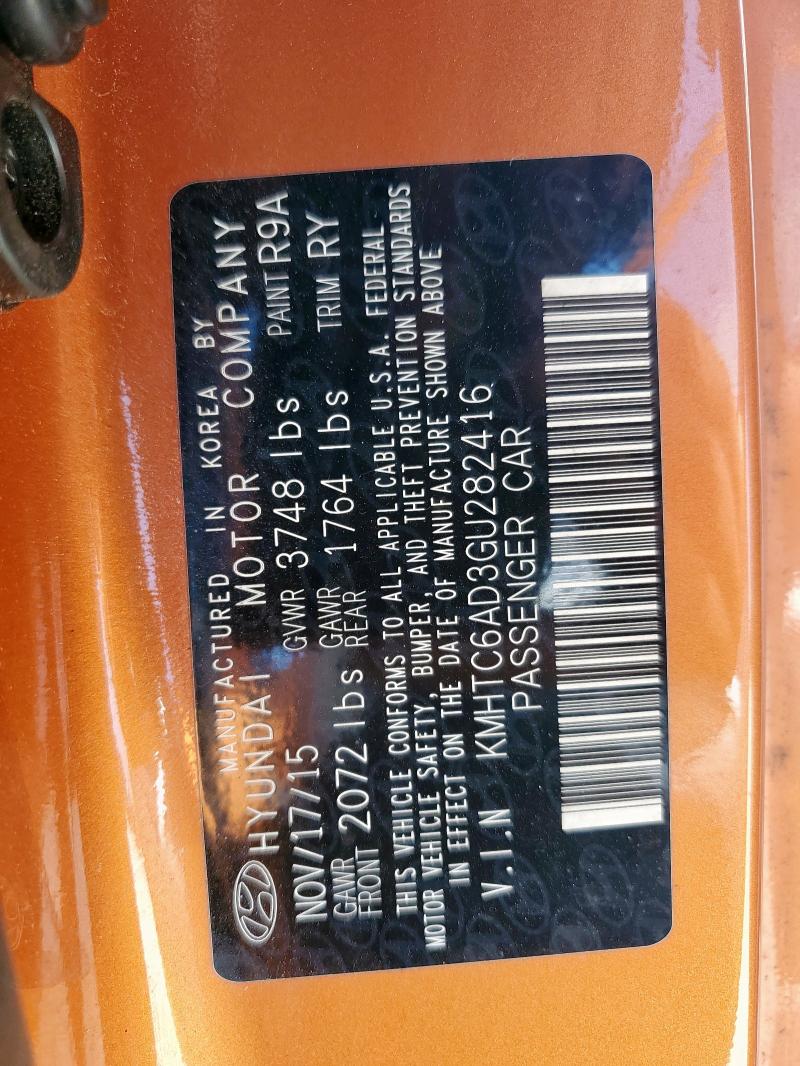 MANUFACTURED IN KOREA BY
HYUNDAI MOTOR COMPANY
NOV/17/15 GVWR 3748 lbs PAINT R9A
GAWR FRONT 2072 lbs GAWR REAR 1764 lbs TRIM RY
THIS VEHICLE CONFORMS TO ALL APPLICABLE U.S.A. FEDERAL
MOTOR VEHICLE SAFETY, BUMPER, AND THEFT PREVENTION STANDARDS
IN EFFECT ON THE DATE OF MANUFACTURE SHOWN ABOVE
V.I.N KMHTC6AD3GU282416
PASSENGER CAR